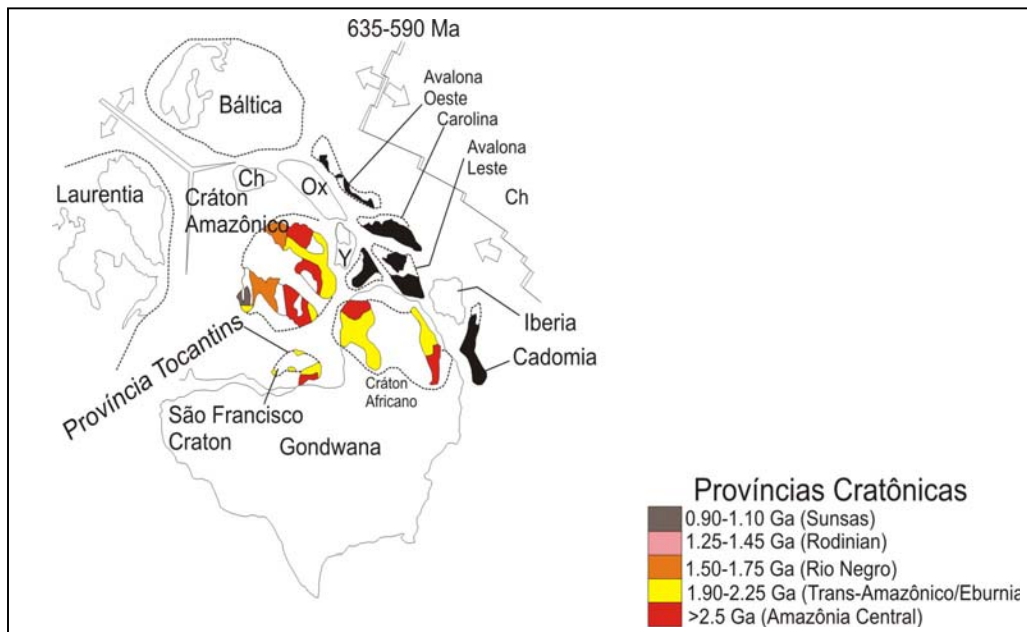 635-590 Ma
Avalona
Oeste
Carolina
Báltica
Avalona
Leste
Ch
Ox
Ch
Laurentia
Cráton
Amazônico
Y
Iberia
Cadomia
Província Tocantins
Cráton
Africano
São Francisco
Craton
Gondwana
Províncias Cratônicas
0.90-1.10 Ga (Sunsas)
1.25-1.45 Ga (Rodinian)
1.50-1.75 Ga (Rio Negro)
1.90-2.25 Ga (Trans-Amazônico/Eburnia
>2.5 Ga (Amazônia Central)